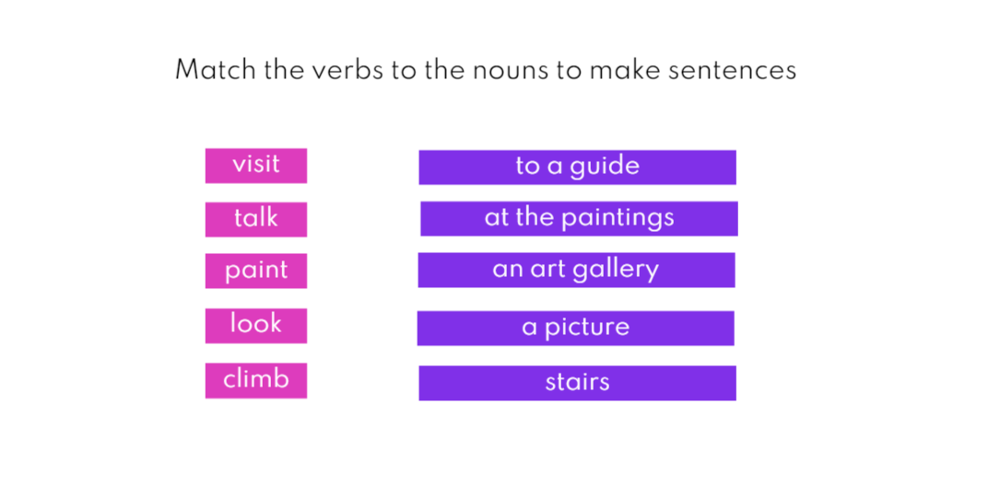 Match the verbs to the nouns to make sentences
visit
to a guide
talk
at the paintings
paint
an art gallery
look
a picture
climb
stairs